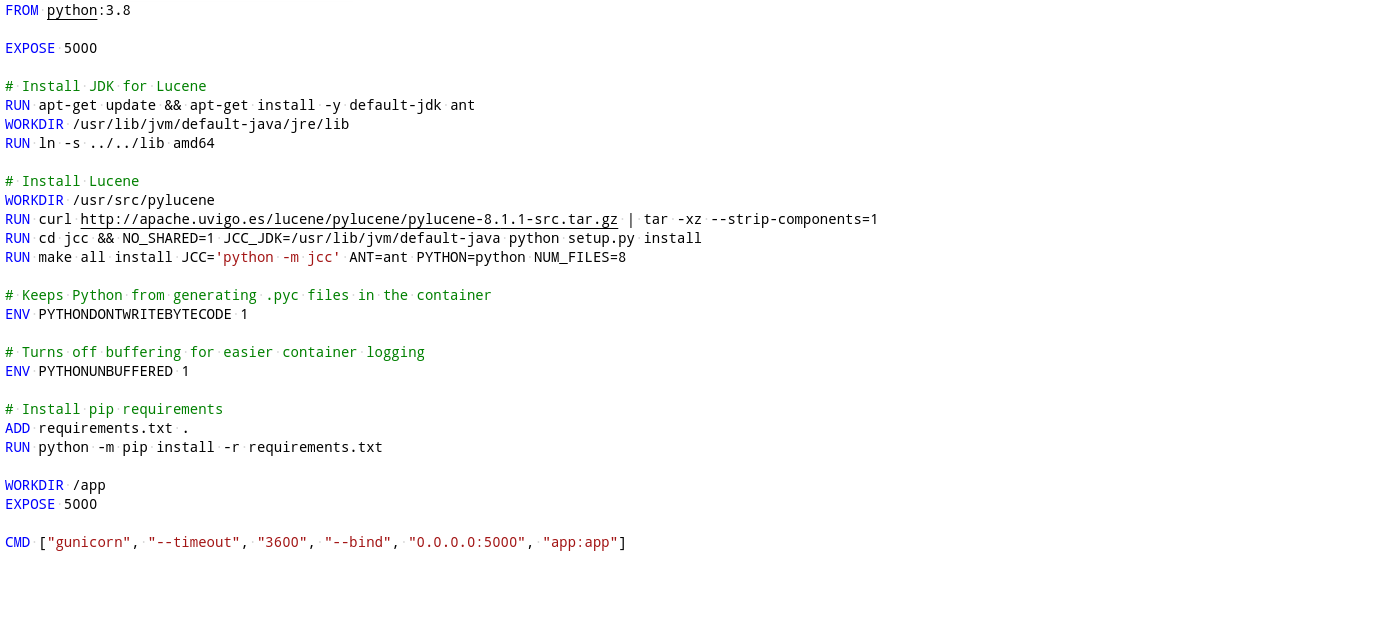 FROM python:3.8
EXPOSE 5000
# Install JDK for Lucene
RUN apt-get update && apt-get install -y default-jdk ant
WORKDIR /usr/lib/jvm/default-java/jre/lib
RUN ln -s ../../lib amd64
# Install Lucene
WORKDIR /usr/src/pylucene
RUN curl http://apache.uvigo.es/lucene/pylucene/pylucene-8.1.1-src.tar.gz | tar -xz --strip-components=1
RUN cd jcc && NO_SHARED=1 JCC_JDK=/usr/lib/jvm/default-java python setup.py install
RUN make all install JCC='python -m jcc' ANT=ant PYTHON=python NUM_FILES=8
# Keeps Python from generating .pyc files in the container
ENV PYTHONDONTWRITEBYTECODE 1
# Turns off buffering for easier container logging
ENV PYTHONUNBUFFERED 1
# Install pip requirements
ADD requirements.txt .
RUN python -m pip install -r requirements.txt
WORKDIR /app
EXPOSE 5000
CMD ["gunicorn", "--timeout", "3600", "--bind", "0.0.0.0:5000", "app:app"]